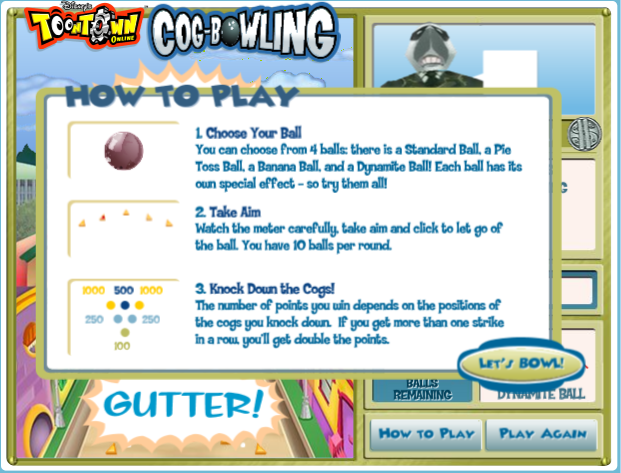 Disney's
TOONTOWN
ONLINE
COG-BOWLING
HOW TO PLAY
1. Choose Your Ball
You can choose from 4 balls: there is a Standard Ball, a Pie
Toss Ball, a Banana Ball, and a Dynamite Ball! Each ball has its
own special effect - so try them all!
2. Take Aim
Watch the meter carefully, take aim and click to let go of
the ball. You have 10 balls per round.
1000 500 1000
250 250
100
3. Knock Down the Cogs!
The number of points you win depends on the positions of
the cogs you knock down. If you get more than one strike
in a row, you'll get double the points.
LET'S BOWL!
GUTTER!
BALLS
REMAINING
DYNAMITE BALL
HOW TO PLAY
PLAY AGAIN